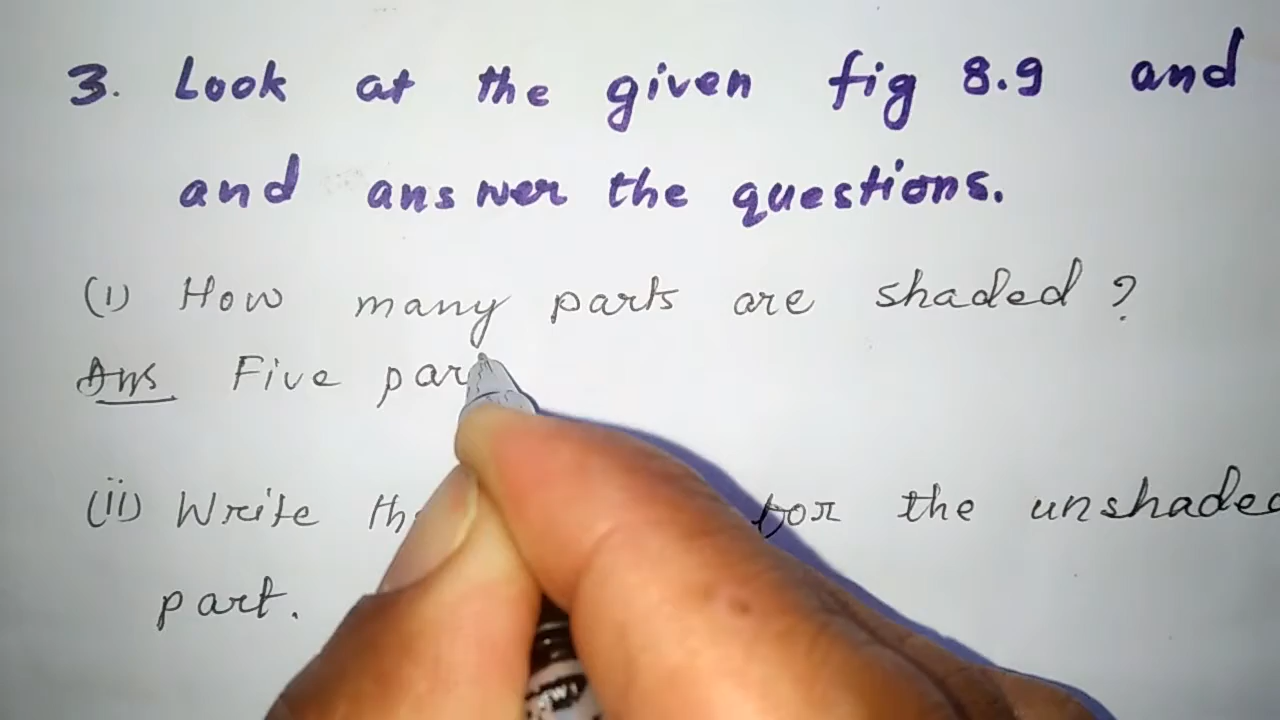 3. Look at the given fig 8.9 and
and answer the questions.
(i) How many parts are shaded ?
Ans Five par
(ii) Write for the unshaded
part.